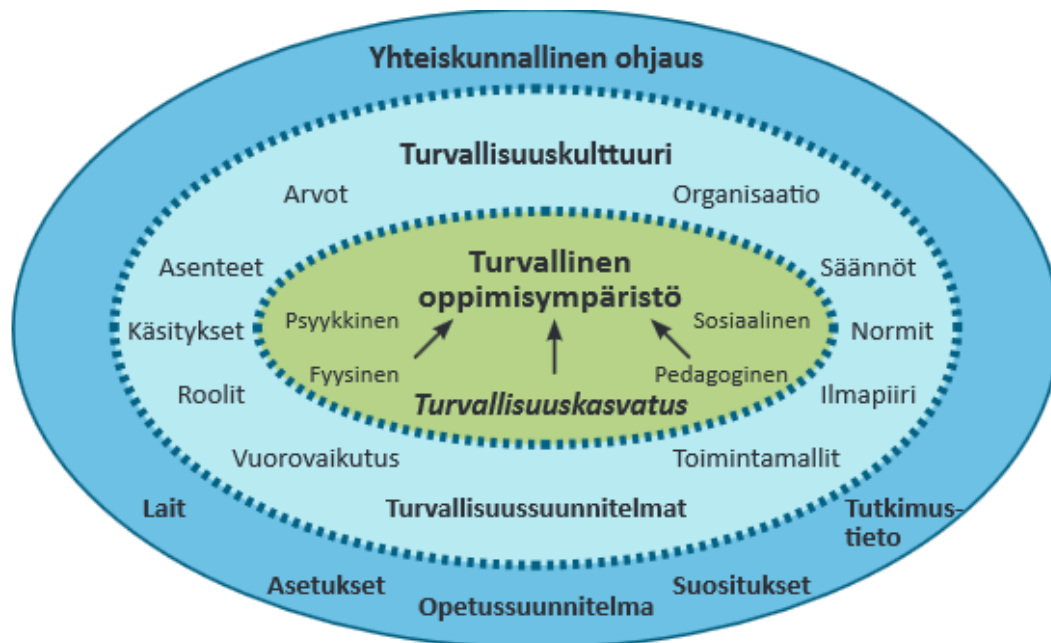 Yhteiskunnallinen ohjaus
Turvallisuuskulttuuri
Arvot
Organisaatio
Asenteet
Säännöt
Turvallinen
oppimisympäristö
Psyykkinen
Sosiaalinen
Käsitykset
Normit
Fyysinen
Pedagoginen
Roolit
Ilmapiiri
Turvallisuuskasvatus
Vuorovaikutus
Toimintamallit
Lait
Turvallisuussuunnitelmat
Tutkimus-
tieto
Asetukset
Suositukset
Opetussuunnitelma